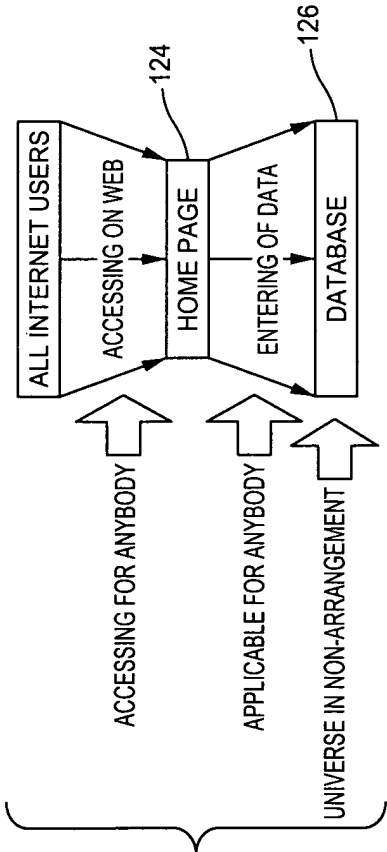 ALL INTERNET USERS
ACCESSING ON WEB
HOME PAGE
124
ENTERING OF DATA
DATABASE
126
ACCESSING FOR ANYBODY
APPLICABLE FOR ANYBODY
UNIVERSE IN NON-ARRANGEMENT